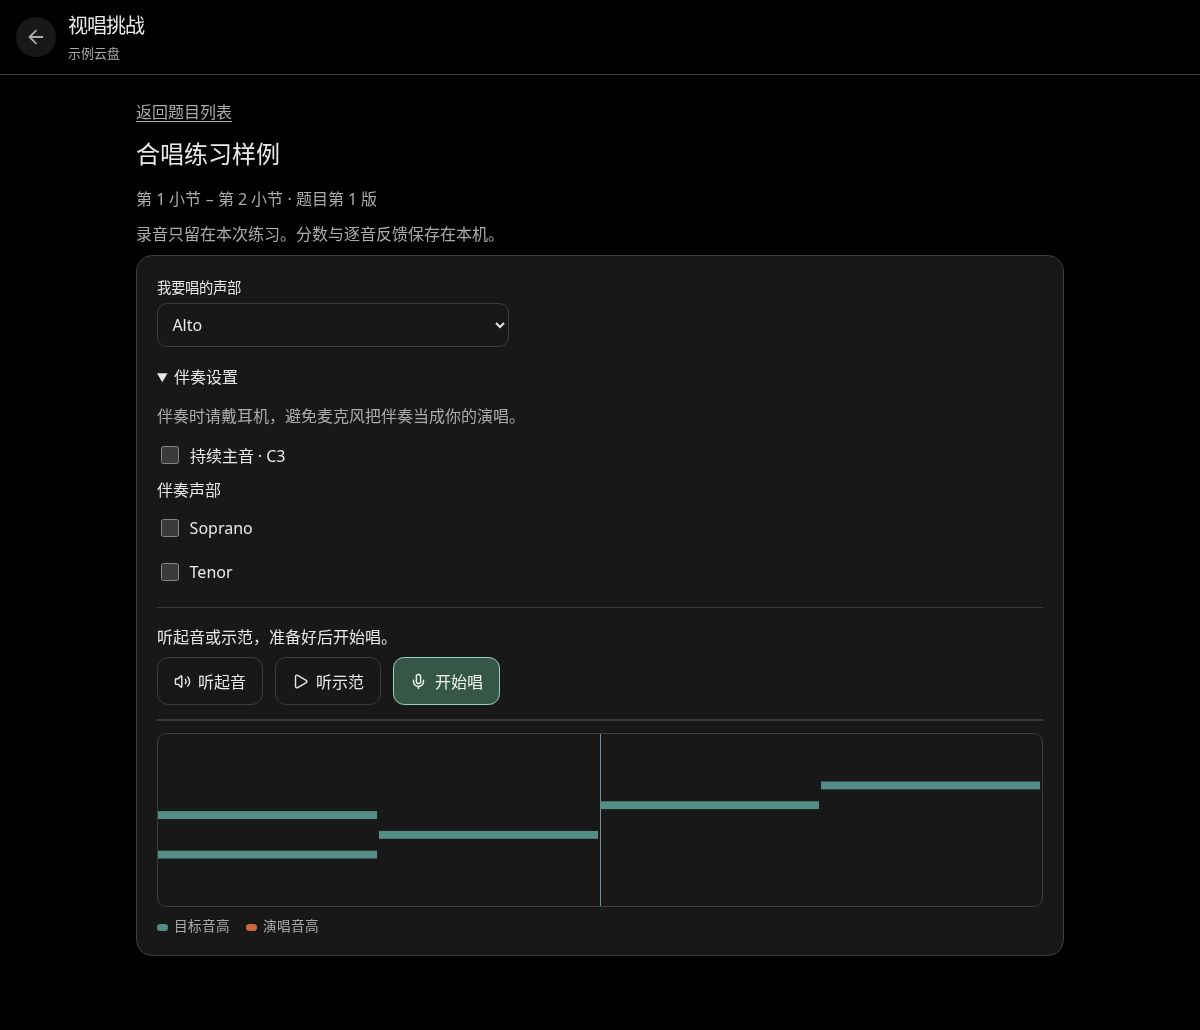 视唱挑战
示例云盘
返回题目列表
合唱练习样例
第 1 小节 – 第 2 小节 · 题目第 1 版
录音只留在本次练习。分数与逐音反馈保存在本机。
我要唱的声部
Alto
伴奏设置
伴奏时请戴耳机，避免麦克风把伴奏当成你的演唱。
持续主音 · C3
伴奏声部
Soprano
Tenor
听起音或示范，准备好后开始唱。
听起音 听示范 开始唱
目标音高 演唱音高